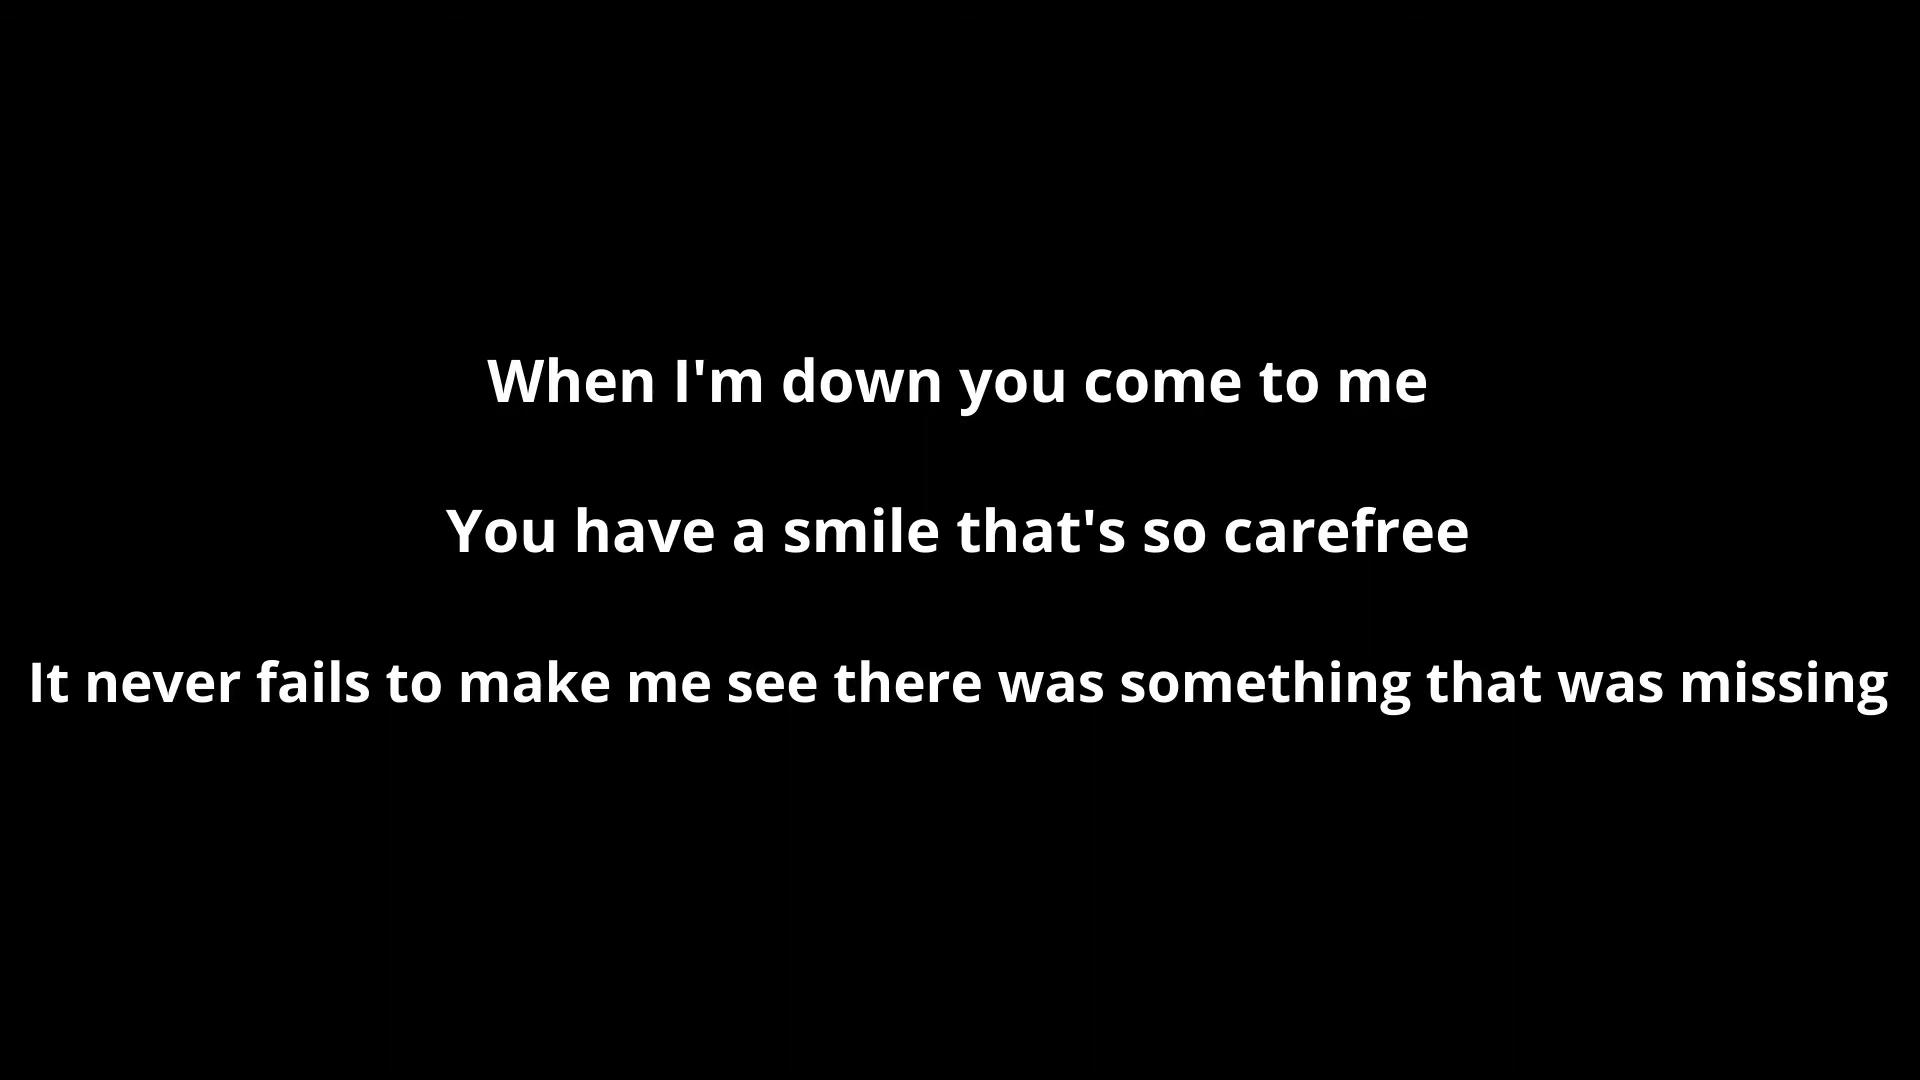 When I'm down you come to me
You have a smile that's so carefree
It never fails to make me see there was something that was missing